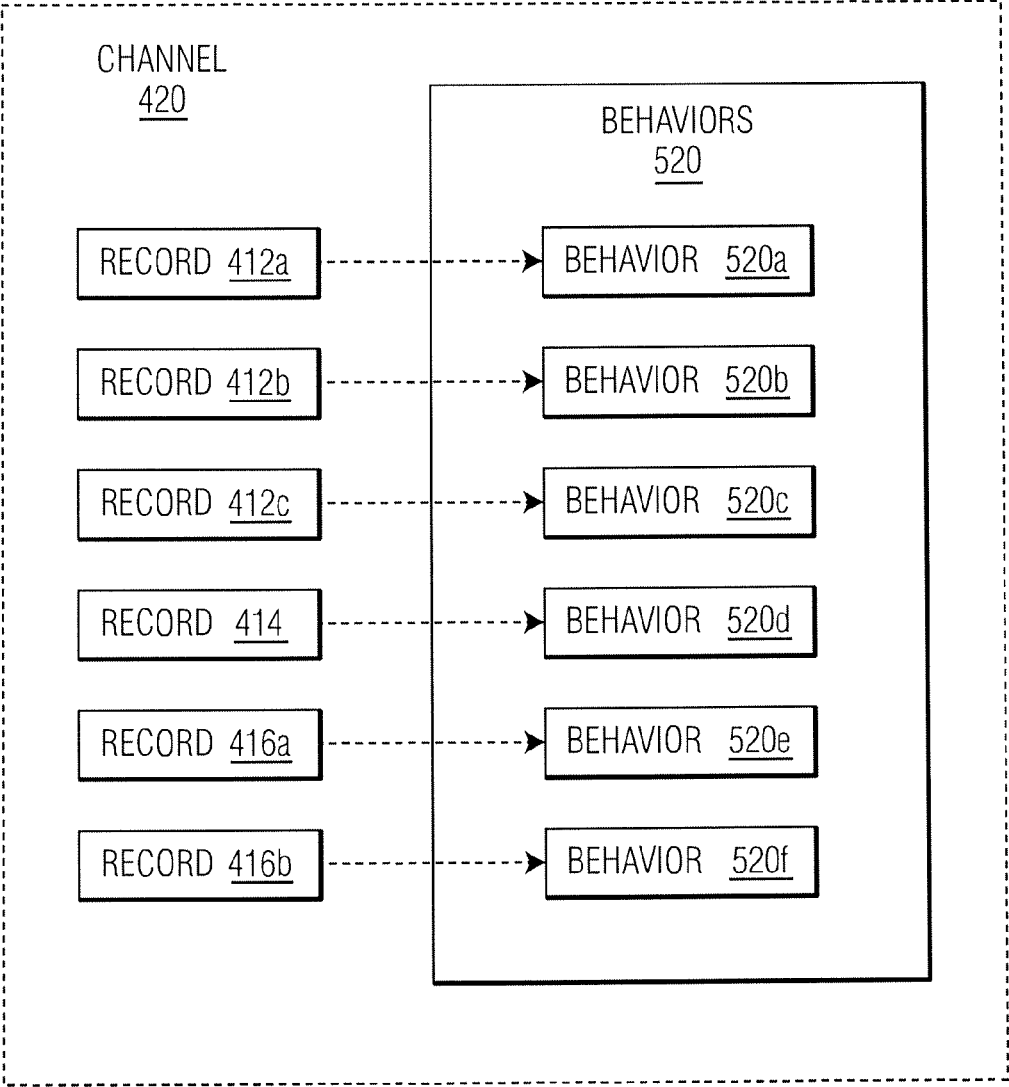 CHANNEL
420
BEHAVIORS
520
RECORD 412a
BEHAVIOR 520a
RECORD 412b
BEHAVIOR 520b
RECORD 412c
BEHAVIOR 520c
RECORD 414
BEHAVIOR 520d
RECORD 416a
BEHAVIOR 520e
RECORD 416b
BEHAVIOR 520f